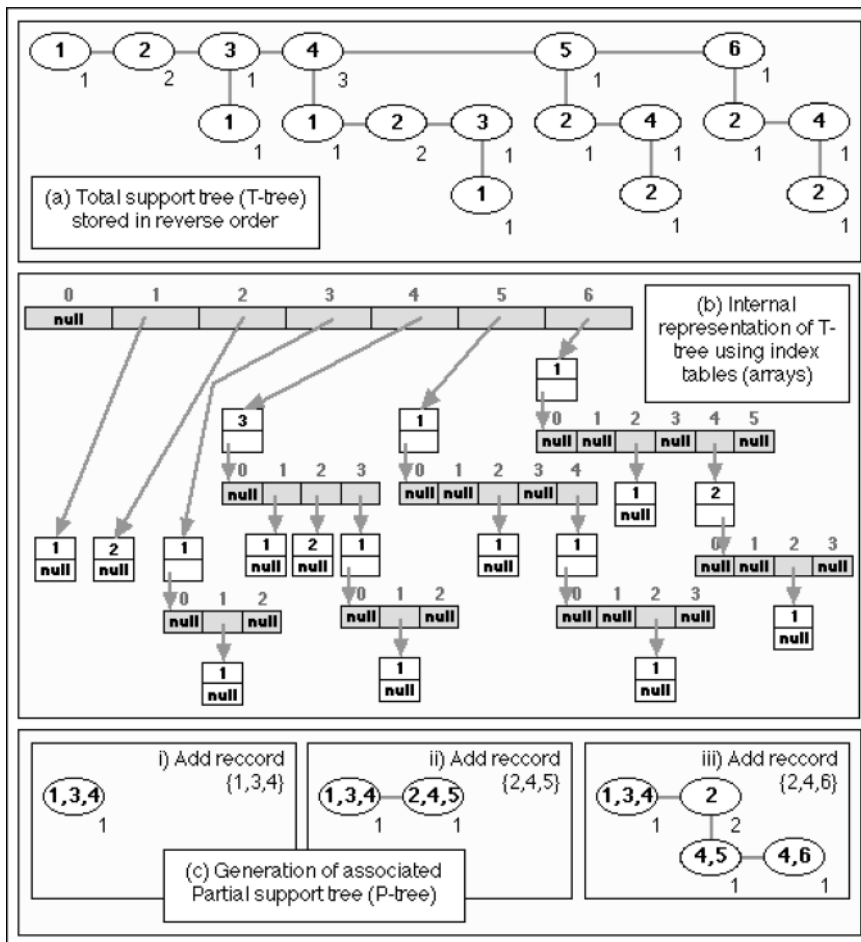 1 2 3 4 5 6
1 2 1 3 1 1
1 1 2 3 2 4 2 4
1 1 2 1 1 1 1 1
1 2 2
1 1 1
(a) Total support tree (T-tree)
stored in reverse order
0 1 2 3 4 5 6
null
(b) Internal
representation of T-
tree using index
tables (arrays)
1
3 1
0 1 2 3 4 5
null null null null
0 1 2 3
null
0 1 2 3 4
null null null
1 2
null
1 2 1 1 2 1 1 1
null null null null null
0 1 2 3
null null null
0 1 2
null null
0 1 2
null null
0 1 2 3
null null null
1
null
1 1 1
null null null
i) Add reccord
{1,3,4}
1,3,4
1
ii) Add reccord
{2,4,5}
1,3,4 2,4,5
1 1
iii) Add reccord
{2,4,6}
1,3,4 2
1 2
4,5 4,6
1 1
(c) Generation of associated
Partial support tree (P-tree)